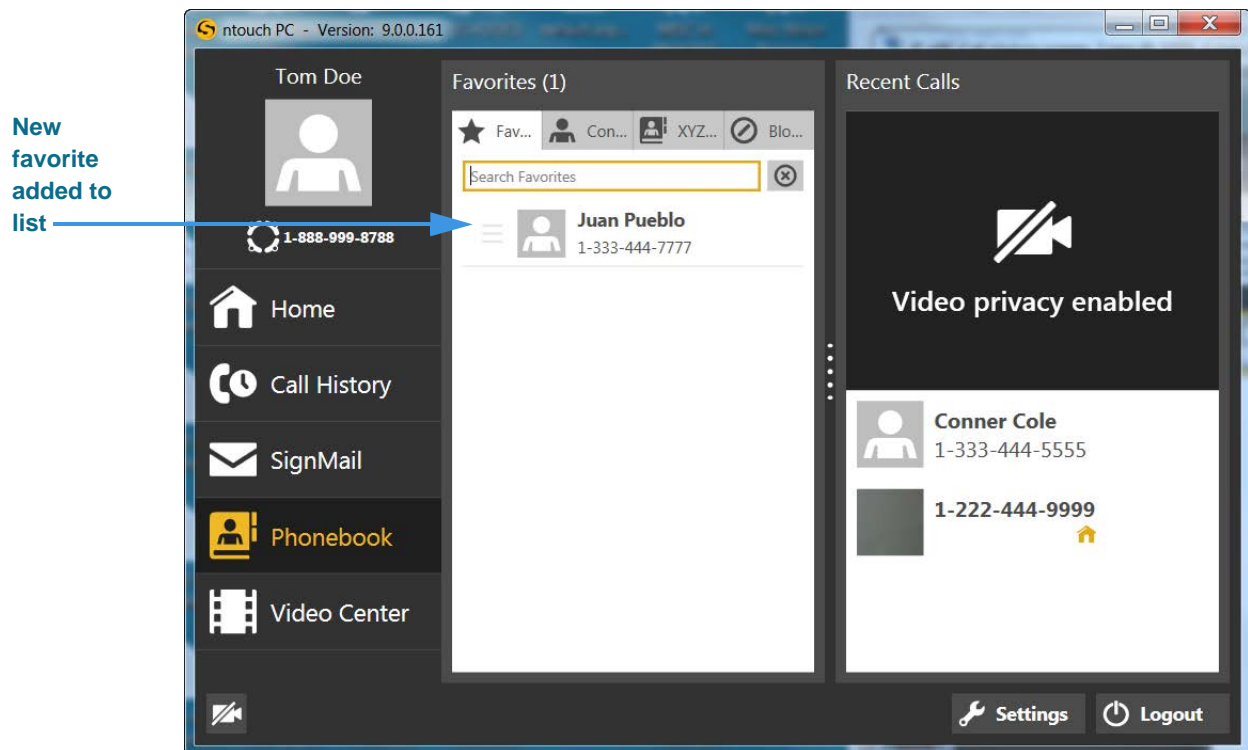 ntouch PC - Version: 9.0.0.161
New
favorite
added to
list
Tom Doe
1-888-999-8788
Home
Call History
SignMail
Phonebook
Video Center
Favorites (1)
Fav...
Con...
XYZ...
Blo...
Search Favorites
Juan Pueblo
1-333-444-7777
Recent Calls
Video privacy enabled
Conner Cole
1-333-444-5555
1-222-444-9999
Settings
Logout